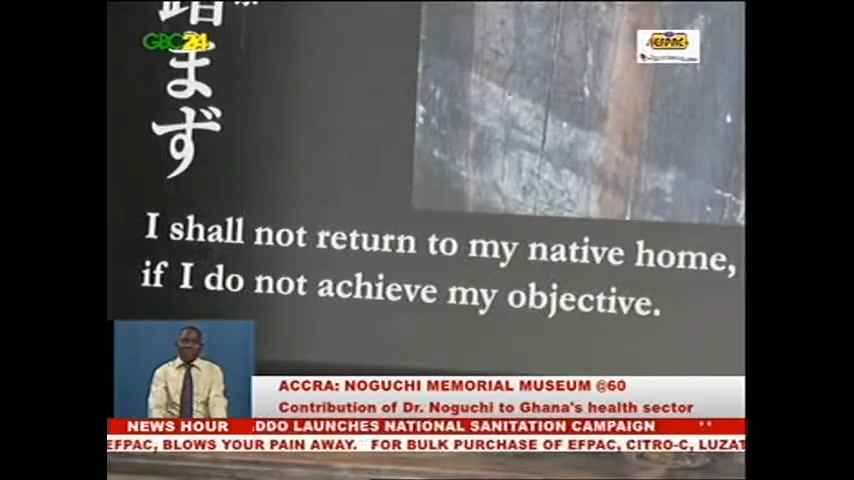 踏まず
GBC24
EFPAC
I shall not return to my native home,
if I do not achieve my objective.
ACCRA: NOGUCHI MEMORIAL MUSEUM @60
Contribution of Dr. Noguchi to Ghana's health sector
NEWS HOUR
DDO LAUNCHES NATIONAL SANITATION CAMPAIGN
EFPAC, BLOWS YOUR PAIN AWAY. FOR BULK PURCHASE OF EFPAC, CITRO-C, LUZAT